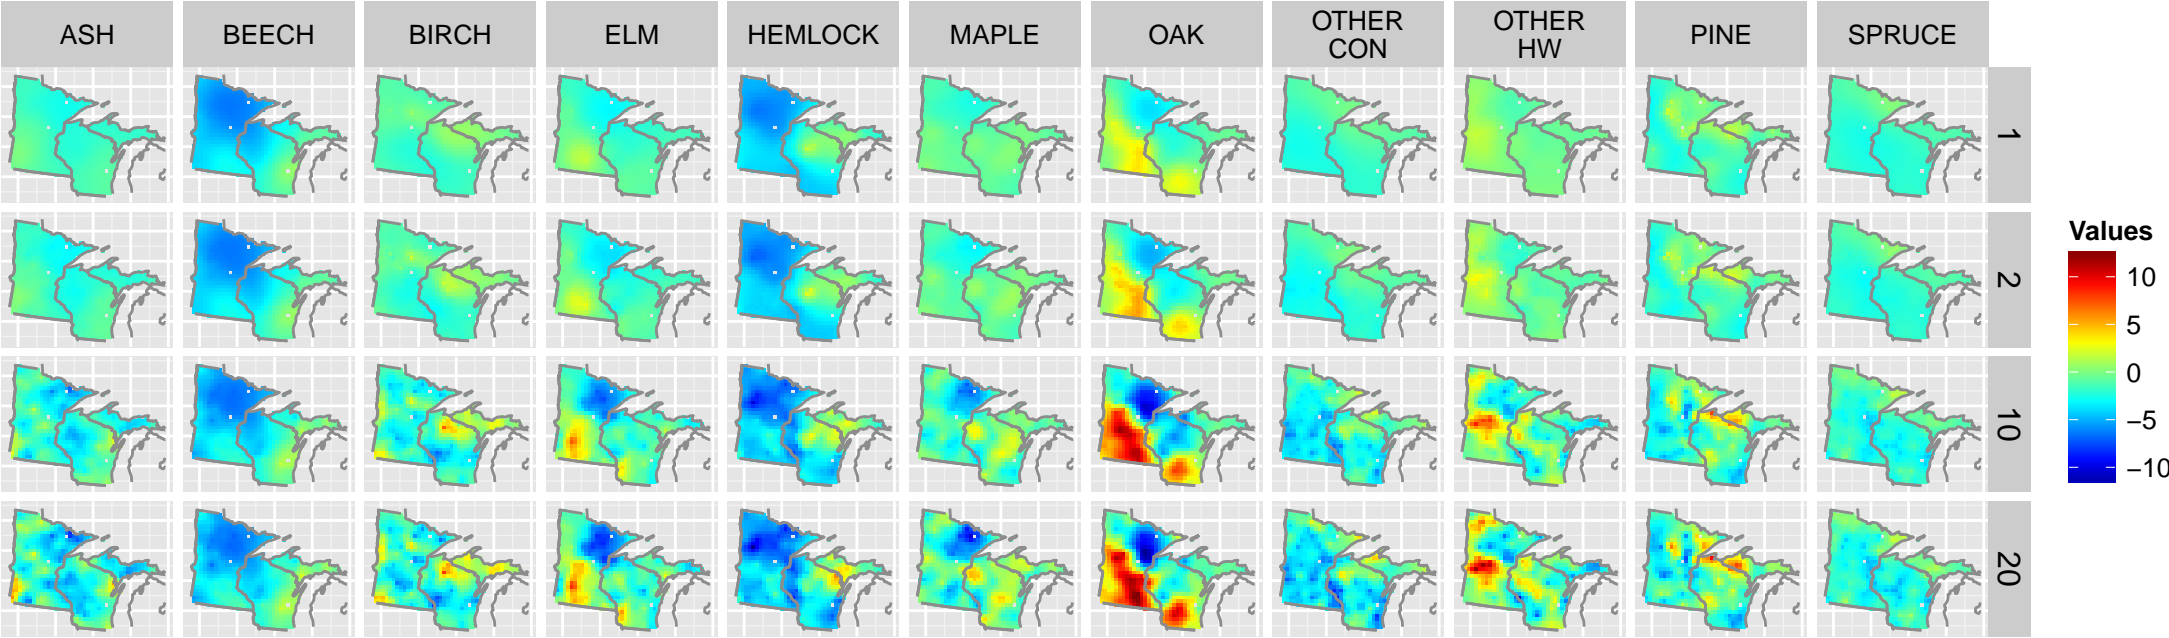 ASH
BEECH
BIRCH
ELM
HEMLOCK
MAPLE
OAK
OTHER
CON
OTHER
HW
PINE
SPRUCE
1
2
10
20
Values
10
5
0
−5
−10